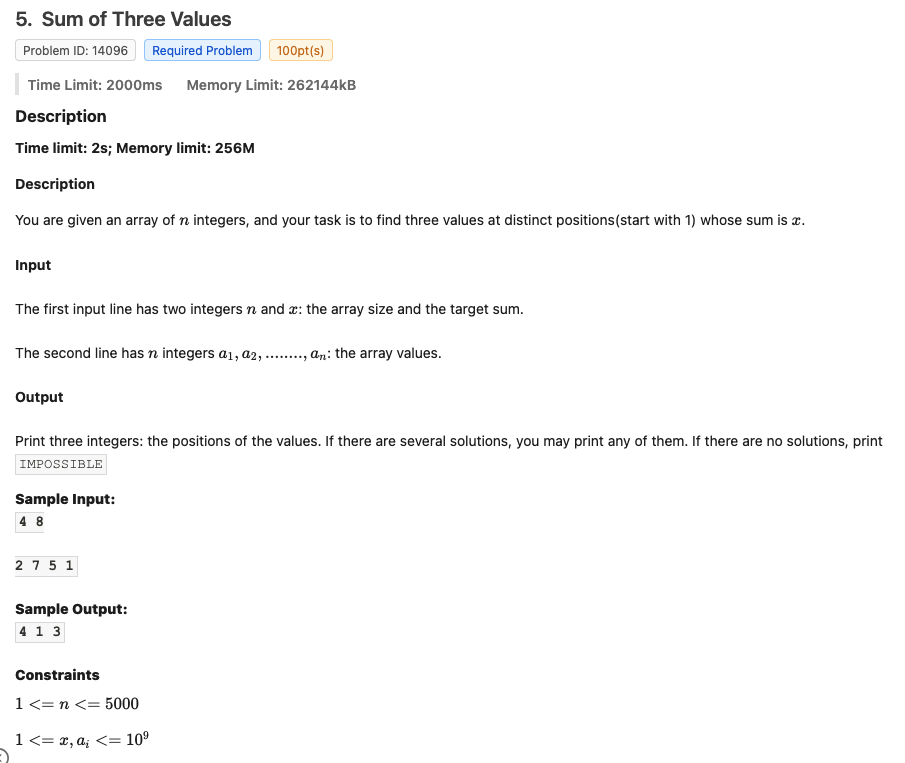 5. Sum of Three Values
Problem ID: 14096 Required Problem 100pt(s)
Time Limit: 2000ms Memory Limit: 262144kB
Description
Time limit: 2s; Memory limit: 256M
Description
You are given an array of n integers, and your task is to find three values at distinct positions(start with 1) whose sum is x.
Input
The first input line has two integers n and x: the array size and the target sum.
The second line has n integers a₁, a₂, ........, aₙ: the array values.
Output
Print three integers: the positions of the values. If there are several solutions, you may print any of them. If there are no solutions, print
IMPOSSIBLE
Sample Input:
4 8
2 7 5 1
Sample Output:
4 1 3
Constraints
1 <= n <= 5000
1 <= x, aᵢ <= 10⁹